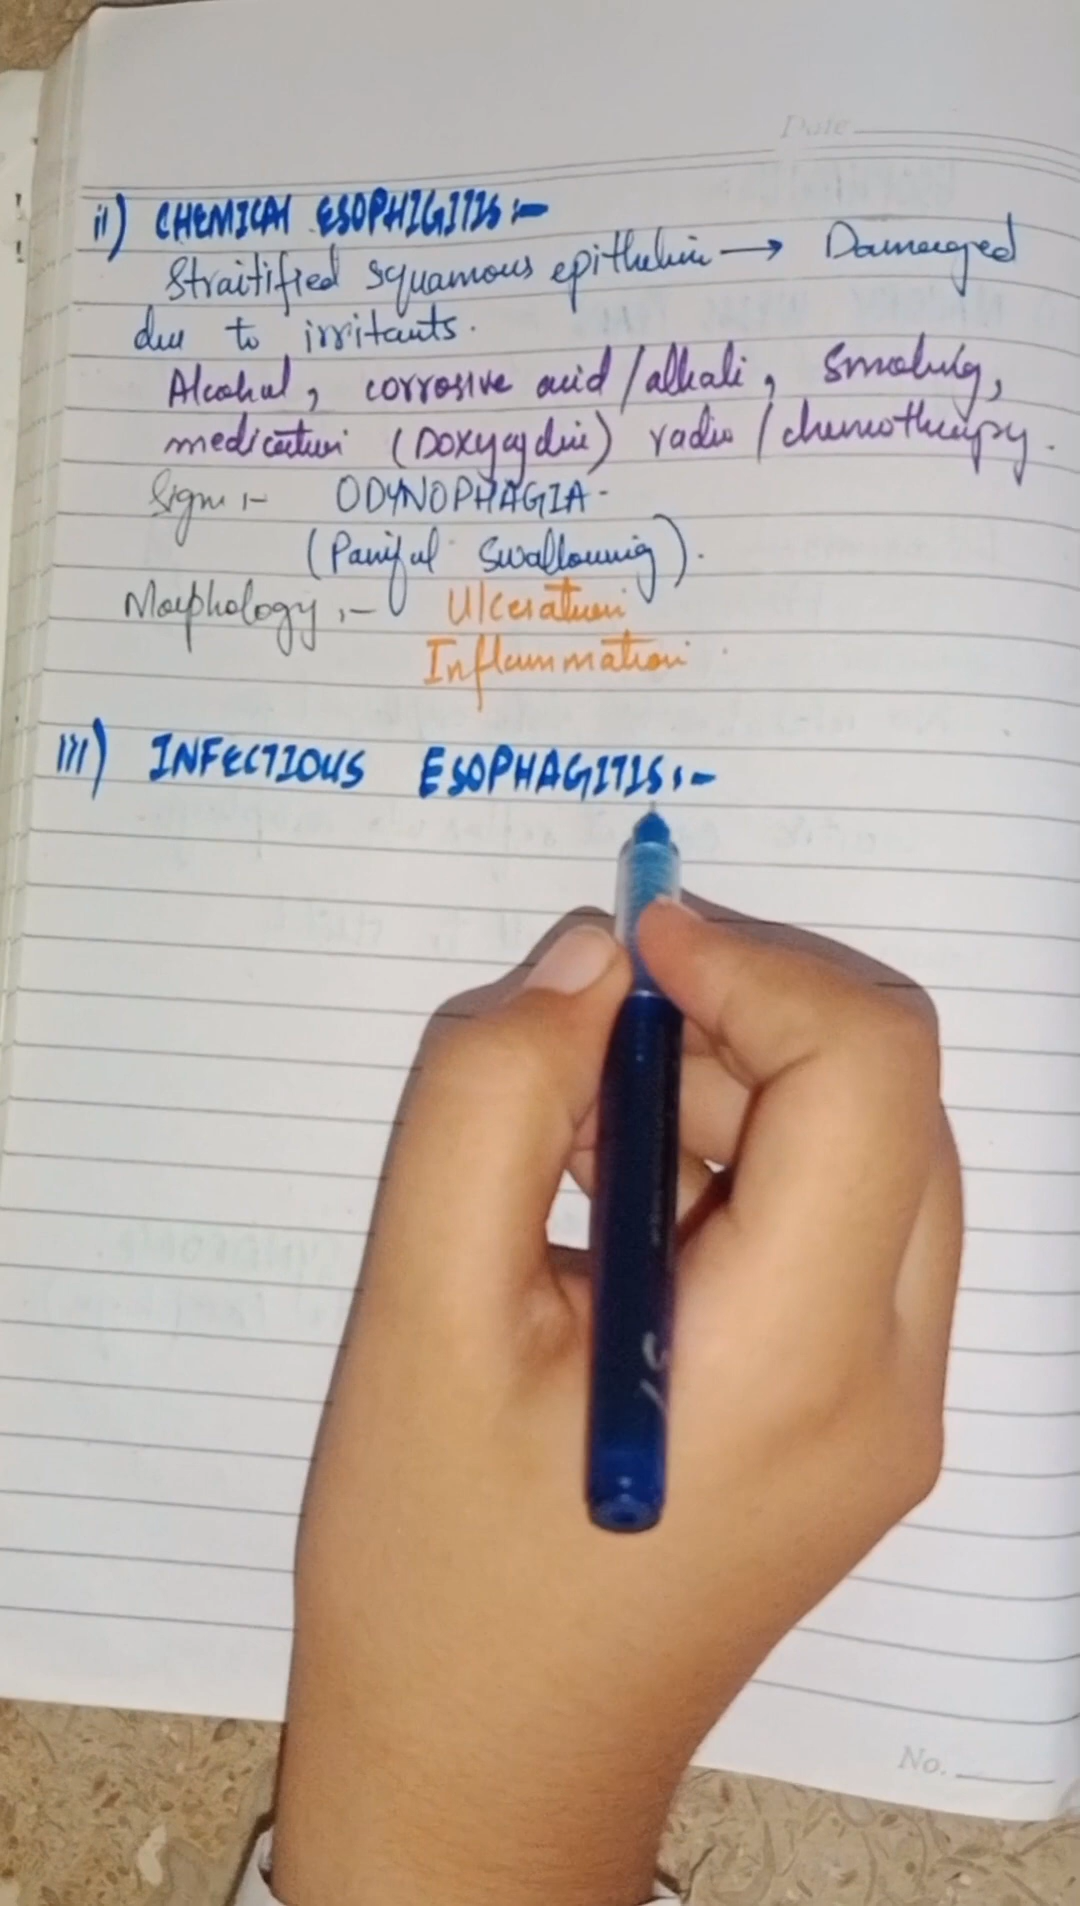 Date
ii) CHEMICAL ESOPHIGITIS:-
Straitified squamous epithelium → Damaged
due to irritants.
Alcohol, corrosive acid/alkali, Smoking,
medication (Doxycycline) radio/chemotherapy.
Sign :- ODYNOPHAGIA-
(Painful Swallowing).
Morphology :- Ulceration
Inflammation
iii) INFECTIOUS ESOPHAGITIS:-
No.